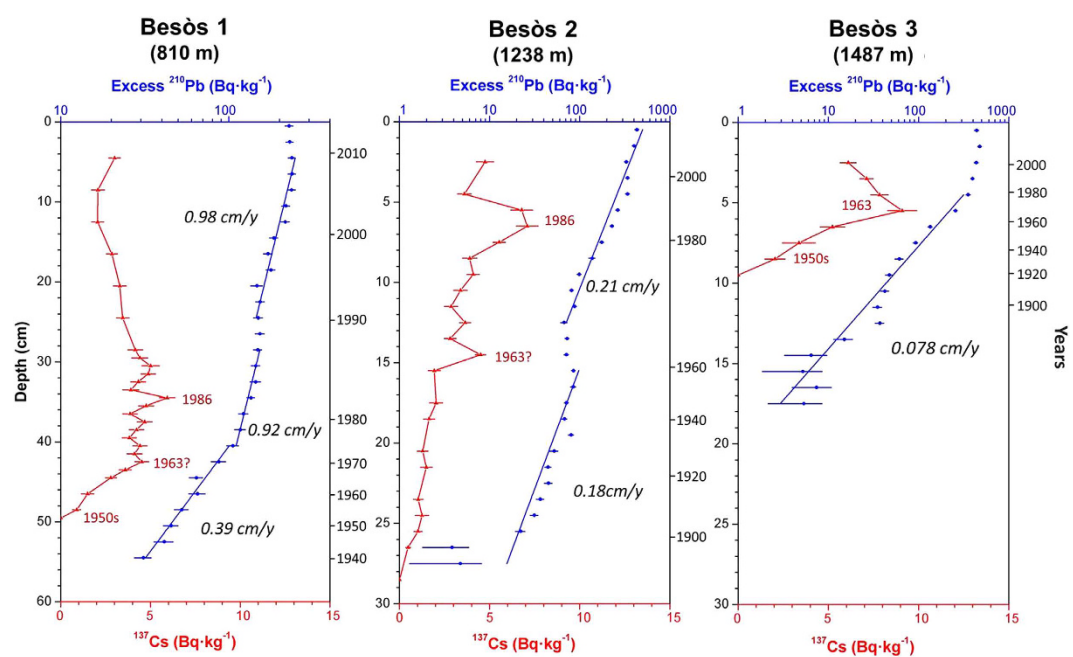 Besòs 1
(810 m)
Excess ²¹⁰Pb (Bq·kg⁻¹)
10 100
0
10
20
30
40
50
60
Depth (cm)
0.98 cm/y
0.92 cm/y
0.39 cm/y
1986
1963?
1950s
2010
2000
1990
1980
1970
1960
1950
1940
0 5 10 15
¹³⁷Cs (Bq·kg⁻¹)
Besòs 2
(1238 m)
Excess ²¹⁰Pb (Bq·kg⁻¹)
1 10 100 1000
0
5
10
15
20
25
30
1986
0.21 cm/y
1963?
0.18cm/y
2000
1980
1960
1940
1920
1900
0 5 10 15
¹³⁷Cs (Bq·kg⁻¹)
Besòs 3
(1487 m)
Excess ²¹⁰Pb (Bq·kg⁻¹)
1 10 100 1000
0
5
10
15
20
25
30
1963
1950s
0.078 cm/y
2000
1980
1960
1940
1920
1900
Years
0 5 10 15
¹³⁷Cs (Bq·kg⁻¹)